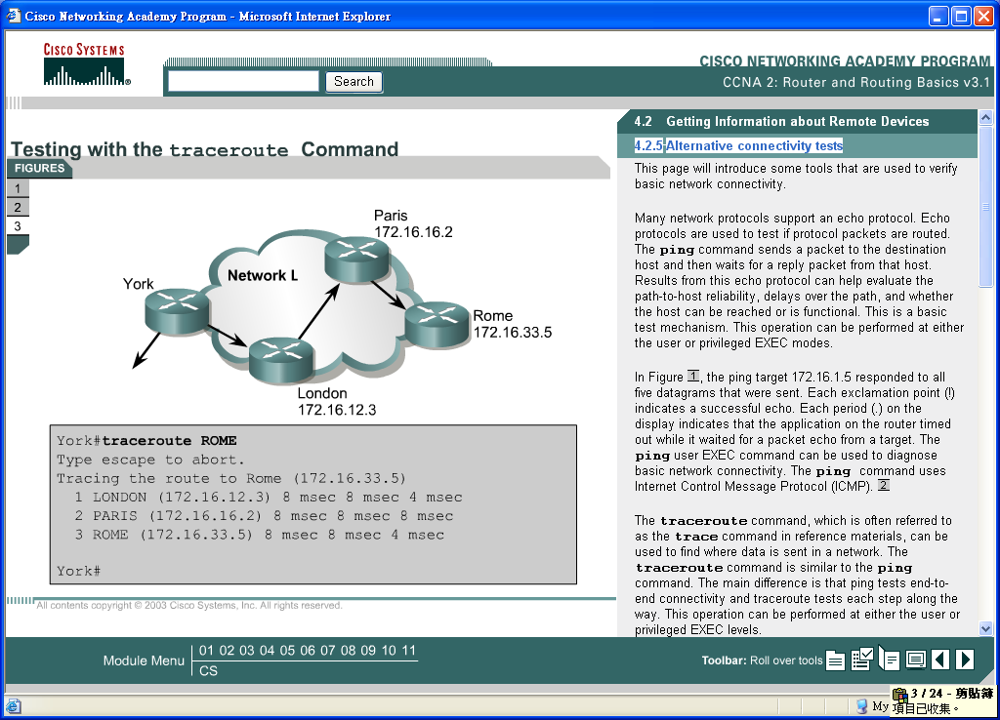 Cisco Networking Academy Program - Microsoft Internet Explorer
CISCO SYSTEMS
®
Search
CISCO NETWORKING ACADEMY PROGRAM
CCNA 2: Router and Routing Basics v3.1
Testing with the traceroute Command
FIGURES
1
2
3
Paris
172.16.16.2
Network L
York
Rome
172.16.33.5
London
172.16.12.3
York#traceroute ROME
Type escape to abort.
Tracing the route to Rome (172.16.33.5)
1 LONDON (172.16.12.3) 8 msec 8 msec 4 msec
2 PARIS (172.16.16.2) 8 msec 8 msec 8 msec
3 ROME (172.16.33.5) 8 msec 8 msec 4 msec
York#
All contents copyright © 2003 Cisco Systems, Inc. All rights reserved.
4.2 Getting Information about Remote Devices
4.2.5 Alternative connectivity tests
This page will introduce some tools that are used to verify
basic network connectivity.
Many network protocols support an echo protocol. Echo
protocols are used to test if protocol packets are routed.
The ping command sends a packet to the destination
host and then waits for a reply packet from that host.
Results from this echo protocol can help evaluate the
path-to-host reliability, delays over the path, and whether
the host can be reached or is functional. This is a basic
test mechanism. This operation can be performed at either
the user or privileged EXEC modes.
In Figure 1, the ping target 172.16.1.5 responded to all
five datagrams that were sent. Each exclamation point (!)
indicates a successful echo. Each period (.) on the
display indicates that the application on the router timed
out while it waited for a packet echo from a target. The
ping user EXEC command can be used to diagnose
basic network connectivity. The ping command uses
Internet Control Message Protocol (ICMP). 2
The traceroute command, which is often referred to
as the trace command in reference materials, can be
used to find where data is sent in a network. The
traceroute command is similar to the ping
command. The main difference is that ping tests end-to-
end connectivity and traceroute tests each step along the
way. This operation can be performed at either the user or
privileged EXEC levels.
Module Menu
01 02 03 04 05 06 07 08 09 10 11
CS
Toolbar: Roll over tools
My
3 / 24 - 剪貼簿
項目已收集。